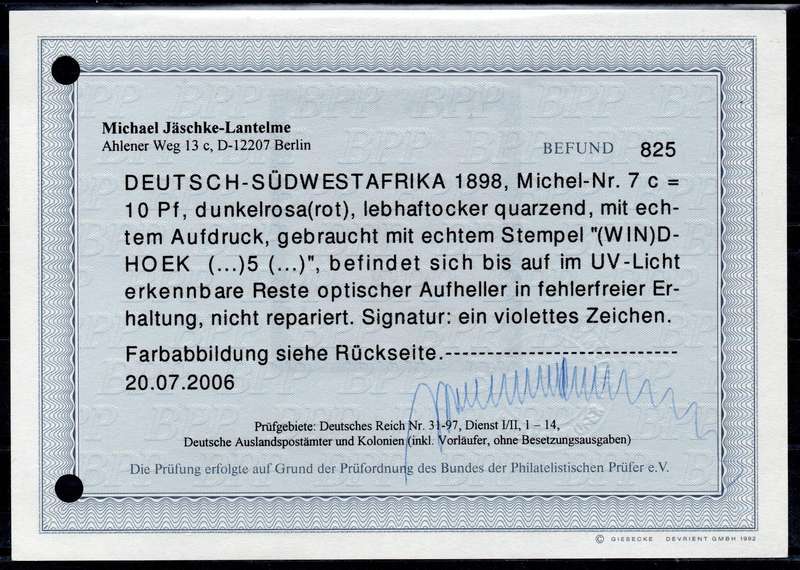 Michael Jäschke-Lantelme
Ahlener Weg 13 c, D-12207 Berlin
BEFUND 825
DEUTSCH-SÜDWESTAFRIKA 1898, Michel-Nr. 7 c =
10 Pf, dunkelrosa(rot), lebhaftocker quarzend, mit ech-
tem Aufdruck, gebraucht mit echtem Stempel "(WIN)D-
HOEK (...)5 (...)", befindet sich bis auf im UV-Licht
erkennbare Reste optischer Aufheller in fehlerfreier Er-
haltung, nicht repariert. Signatur: ein violettes Zeichen.
Farbabbildung siehe Rückseite.--------------------------
20.07.2006
Prüfgebiete: Deutsches Reich Nr. 31-97, Dienst I/II, 1 – 14,
Deutsche Auslandspostämter und Kolonien (inkl. Vorläufer, ohne Besetzungsausgaben)
Die Prüfung erfolgte auf Grund der Prüfordnung des Bundes der Philatelistischen Prüfer e.V.
© GIESECKE DEVRIENT GMBH 1992